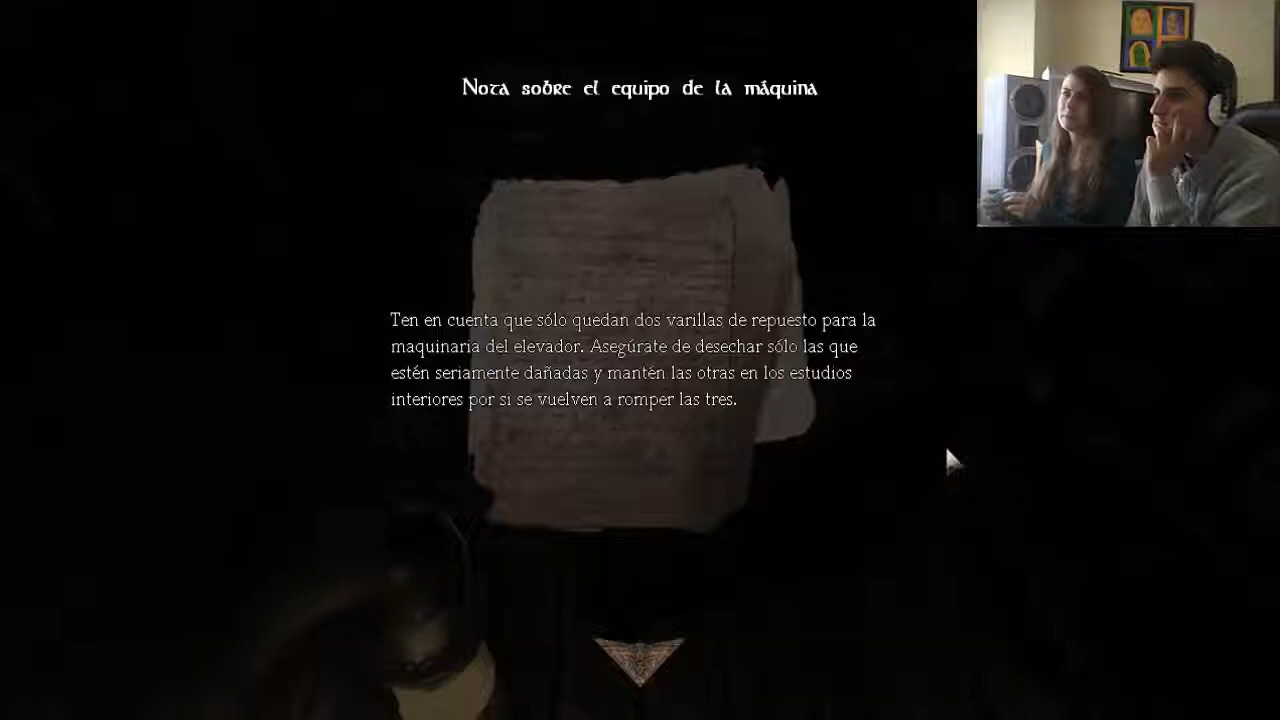 Nota sobre el equipo de la máquina
Ten en cuenta que sólo quedan dos varillas de repuesto para la
maquinaria del elevador. Asegúrate de desechar sólo las que
estén seriamente dañadas y mantén las otras en los estudios
interiores por si se vuelven a romper las tres.